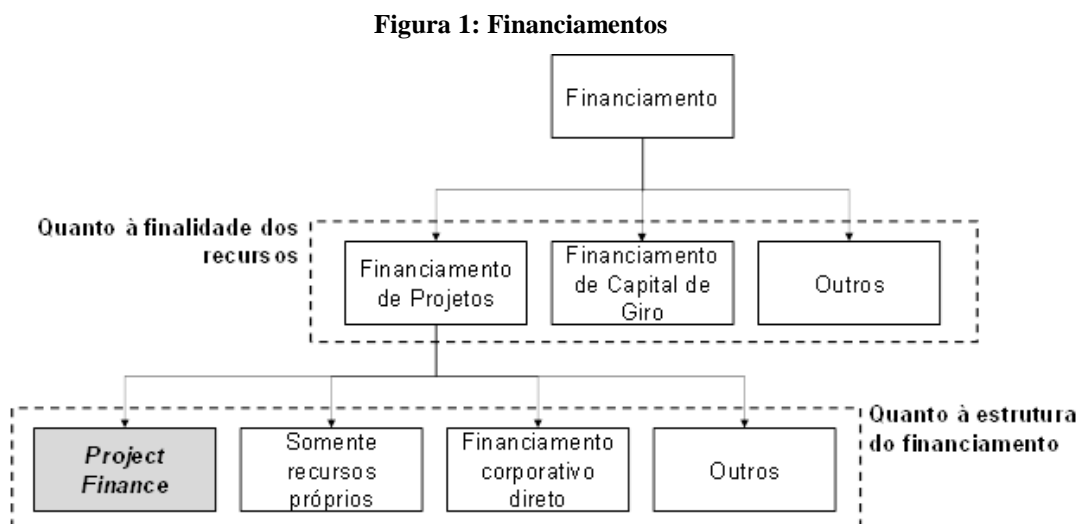 Figura 1: Financiamentos
Financiamento
Quanto à finalidade dos
recursos
Financiamento
de Projetos
Financiamento
de Capital de
Giro
Outros
Quanto à estrutura
do financiamento
Project
Finance
Somente
recursos
próprios
Financiamento
corporativo
direto
Outros